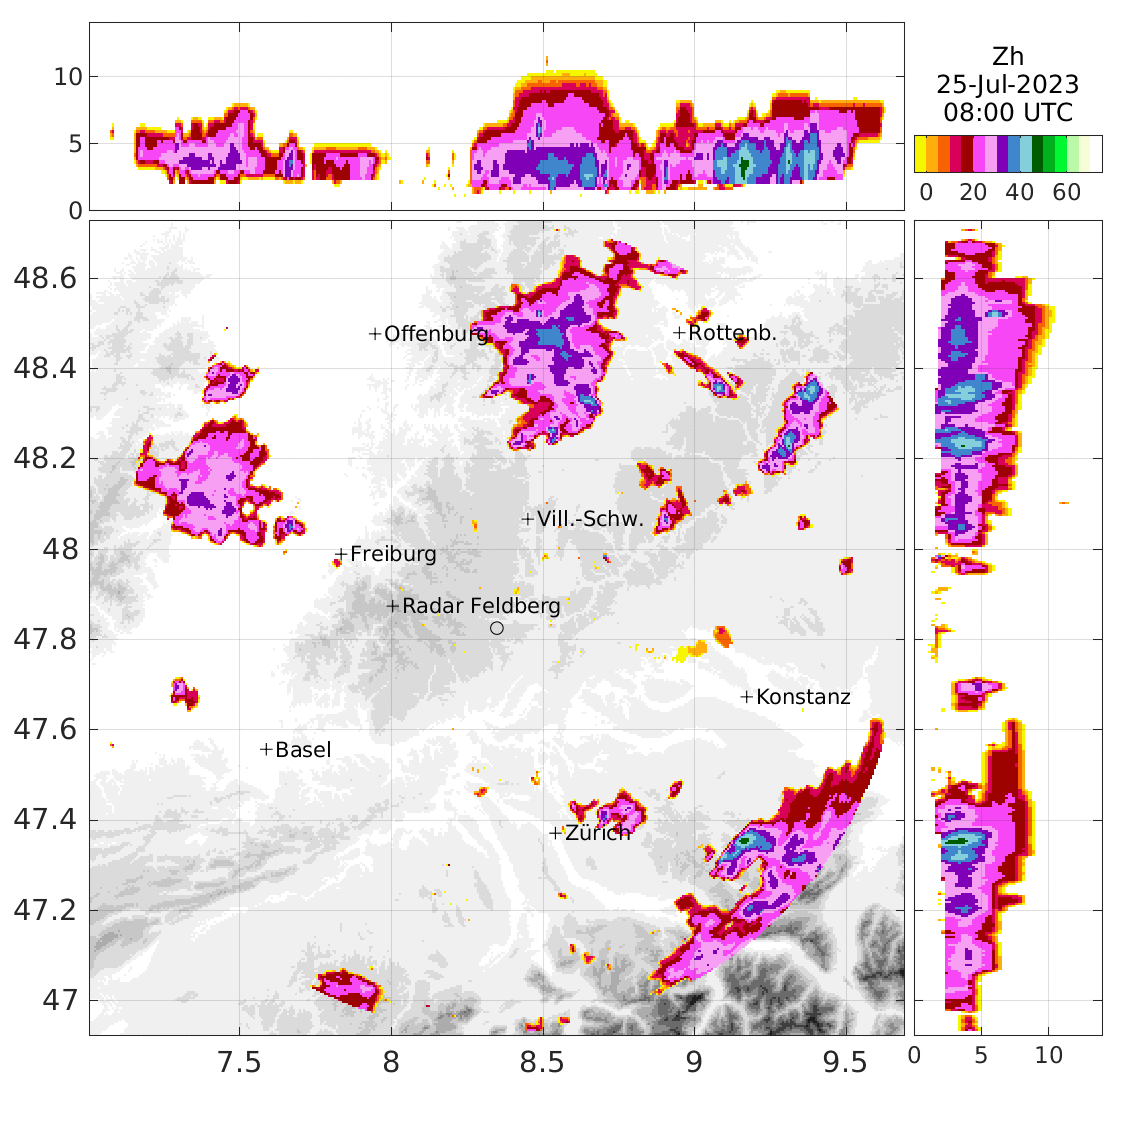 10
5
0
Zh
25-Jul-2023
08:00 UTC
0 20 40 60
48.6
48.4
48.2
48
47.8
47.6
47.4
47.2
47
+Offenburg
+Rottenb.
+Vill.-Schw.
+Freiburg
+Radar Feldberg
+Konstanz
+Basel
+Zürich
7.5 8 8.5 9 9.5
0 5 10